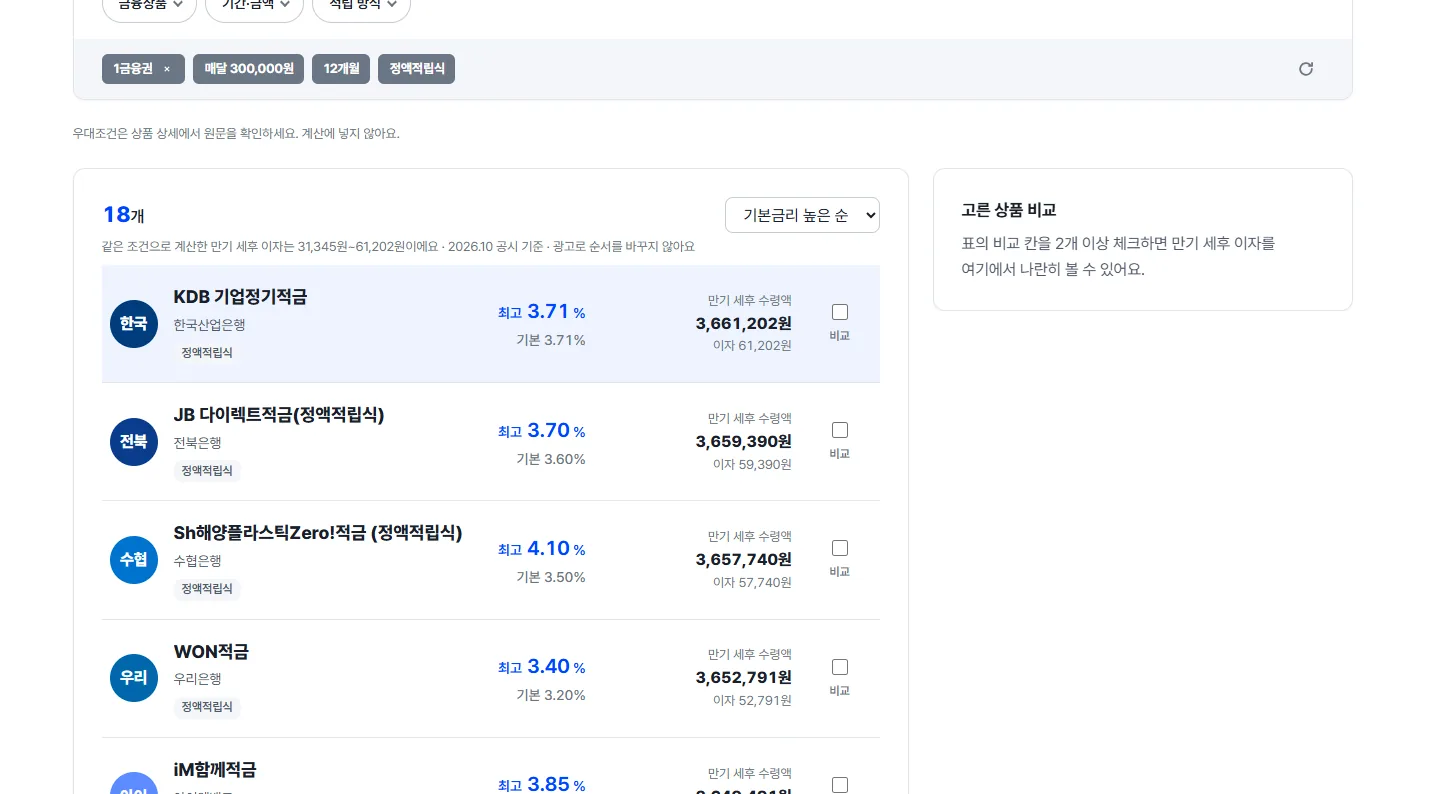 금융상품
기간·금액
적립 방식
1금융권 ×
매달 300,000원
12개월
정액적립식
우대조건은 상품 상세에서 원문을 확인하세요. 계산에 넣지 않아요.
18개
기본금리 높은 순
같은 조건으로 계산한 만기 세후 이자는 31,345원~61,202원이에요 · 2026.10 공시 기준 · 광고로 순서를 바꾸지 않아요
한국
KDB 기업정기적금
한국산업은행
정액적립식
최고 3.71 %
기본 3.71%
만기 세후 수령액
3,661,202원
이자 61,202원
비교
전북
JB 다이렉트적금(정액적립식)
전북은행
정액적립식
최고 3.70 %
기본 3.60%
만기 세후 수령액
3,659,390원
이자 59,390원
비교
수협
Sh해양플라스틱Zero!적금 (정액적립식)
수협은행
정액적립식
최고 4.10 %
기본 3.50%
만기 세후 수령액
3,657,740원
이자 57,740원
비교
우리
WON적금
우리은행
정액적립식
최고 3.40 %
기본 3.20%
만기 세후 수령액
3,652,791원
이자 52,791원
비교
iM함께적금
최고 3.85 %
만기 세후 수령액
고른 상품 비교
표의 비교 칸을 2개 이상 체크하면 만기 세후 이자를
여기에서 나란히 볼 수 있어요.